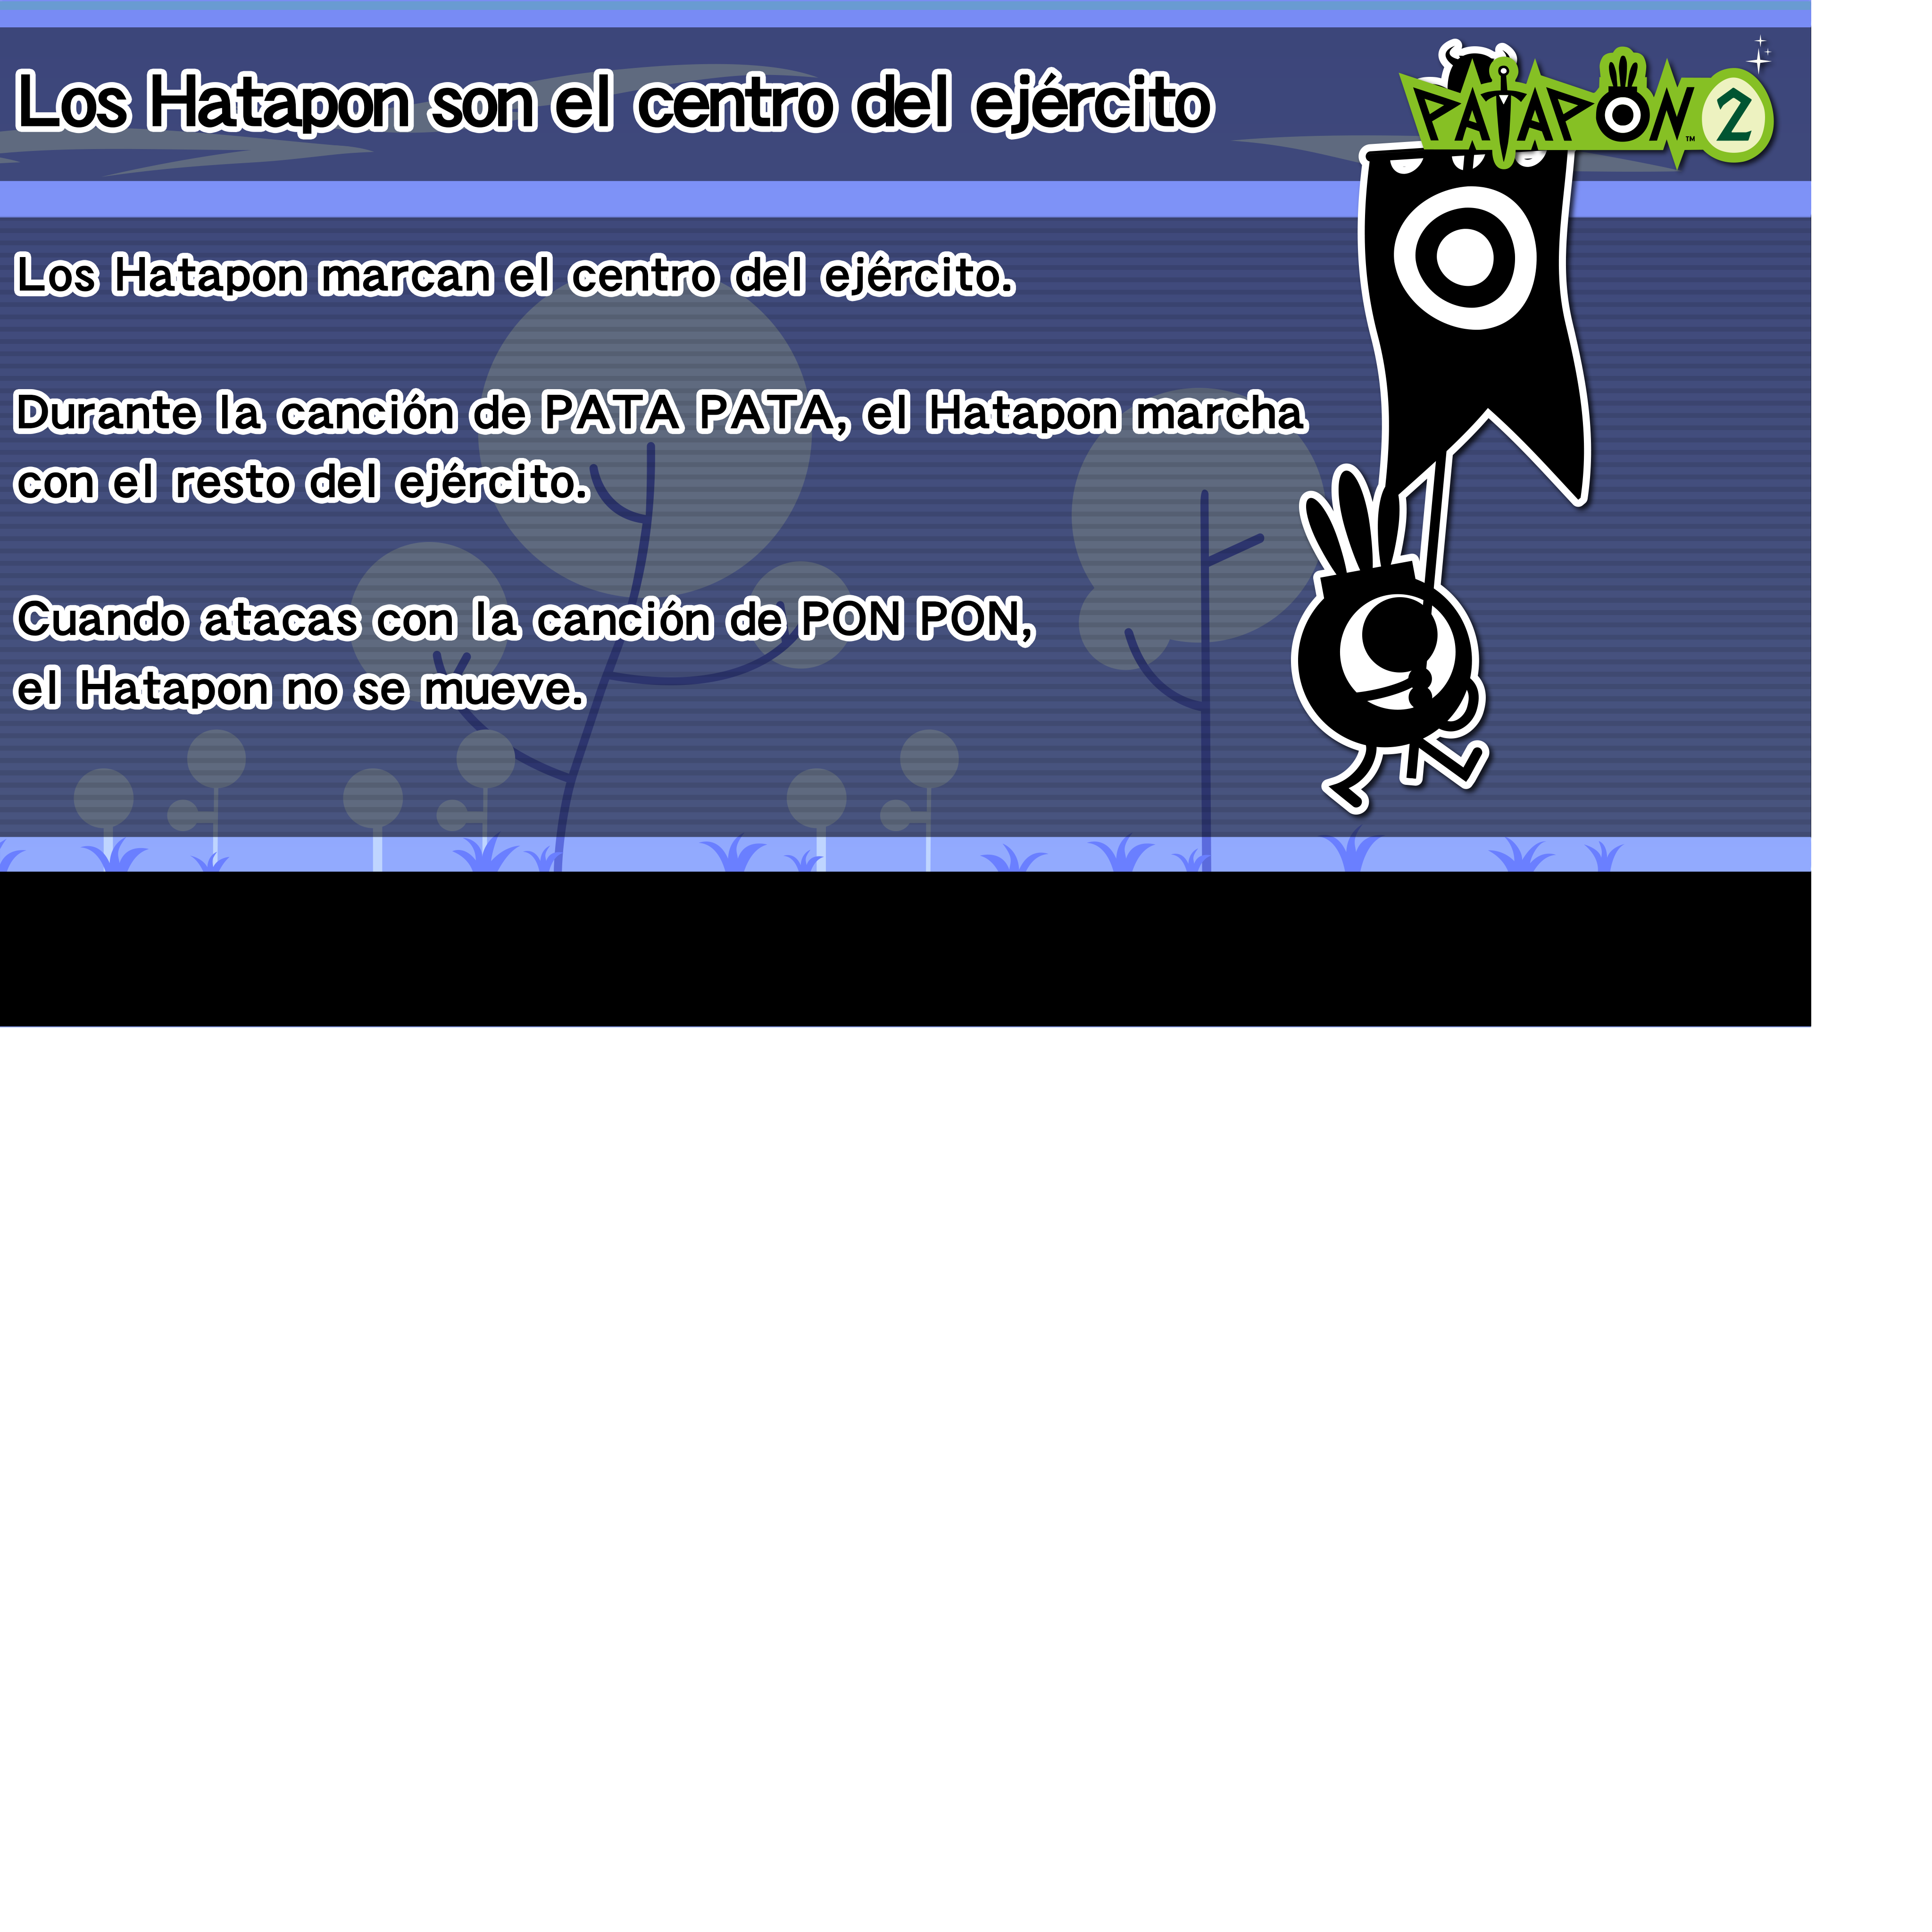 Los Hatapon son el centro del ejército
PATAPON™ 2
Los Hatapon marcan el centro del ejército.
Durante la canción de PATA PATA, el Hatapon marcha
con el resto del ejército.
Cuando atacas con la canción de PON PON,
el Hatapon no se mueve.